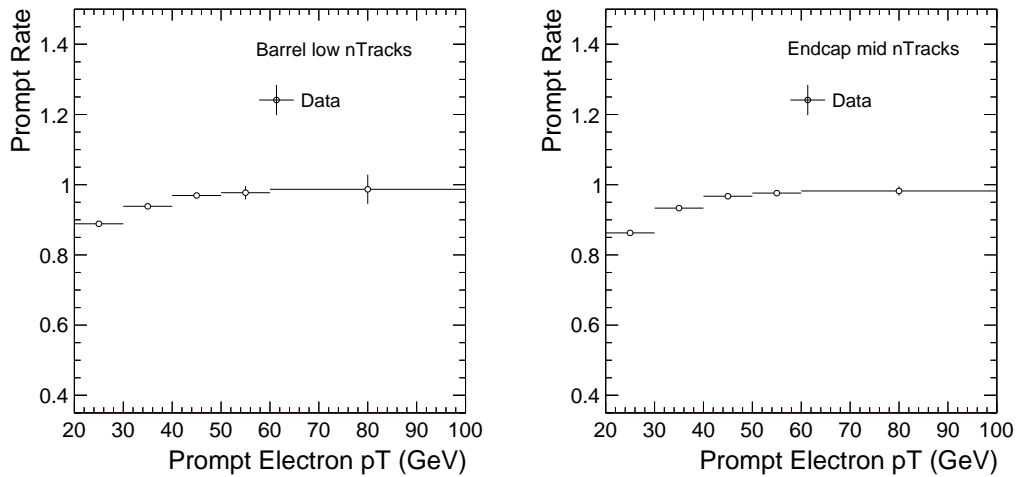 Prompt Rate
1.4
1.2
1
0.8
0.6
0.4
Barrel low nTracks
Data
20 30 40 50 60 70 80 90 100
Prompt Electron pT (GeV)
Prompt Rate
1.4
1.2
1
0.8
0.6
0.4
Endcap mid nTracks
Data
20 30 40 50 60 70 80 90 100
Prompt Electron pT (GeV)